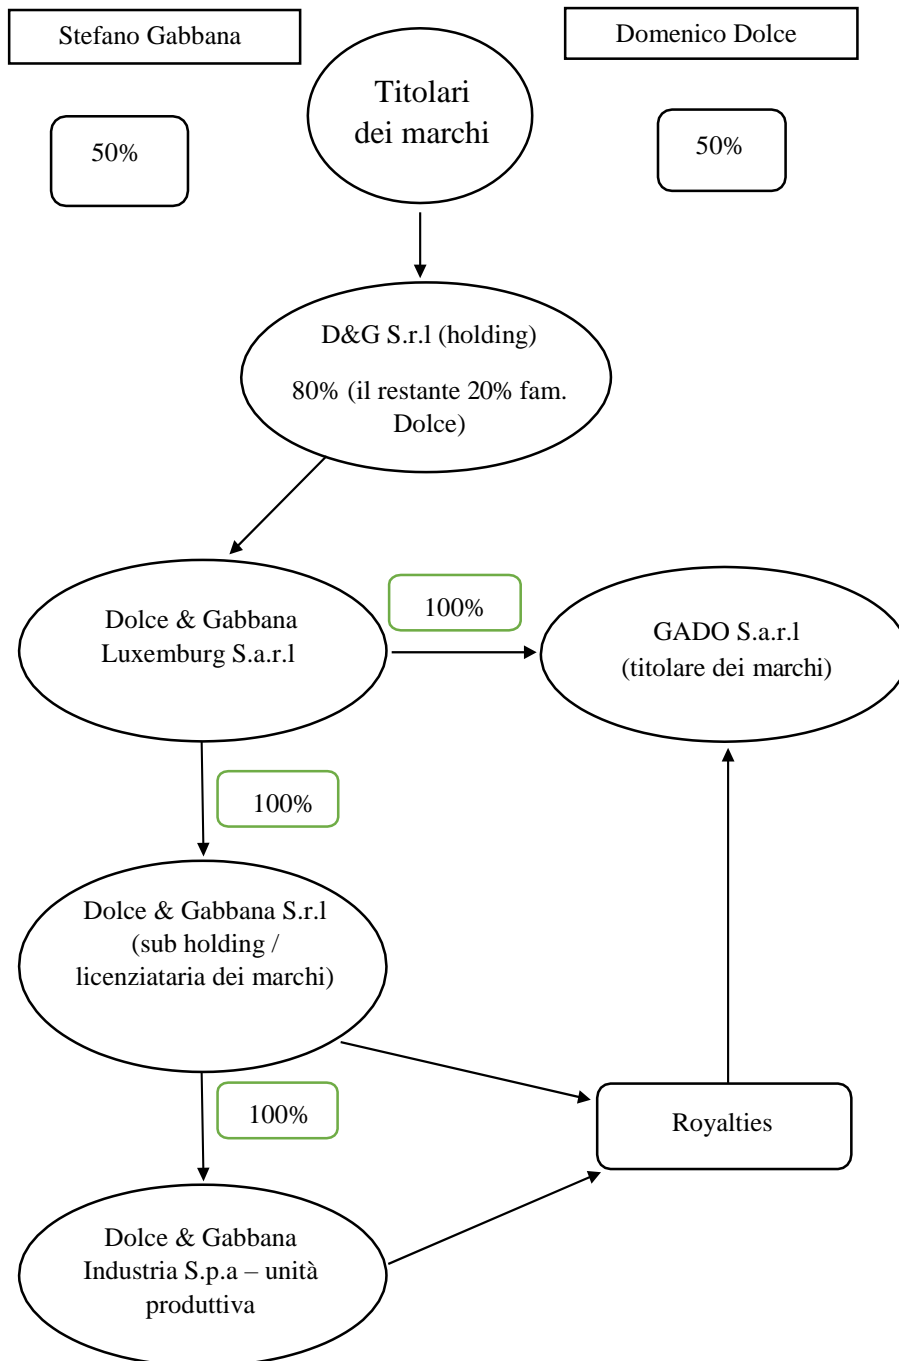 Stefano Gabbana
Domenico Dolce
Titolari
dei marchi
50%
50%
D&G S.r.l (holding)
80% (il restante 20% fam.
Dolce)
Dolce & Gabbana
Luxemburg S.a.r.l
100%
GADO S.a.r.l
(titolare dei marchi)
100%
Dolce & Gabbana S.r.l
(sub holding /
licenziataria dei marchi)
100%
Royalties
Dolce & Gabbana
Industria S.p.a – unità
produttiva